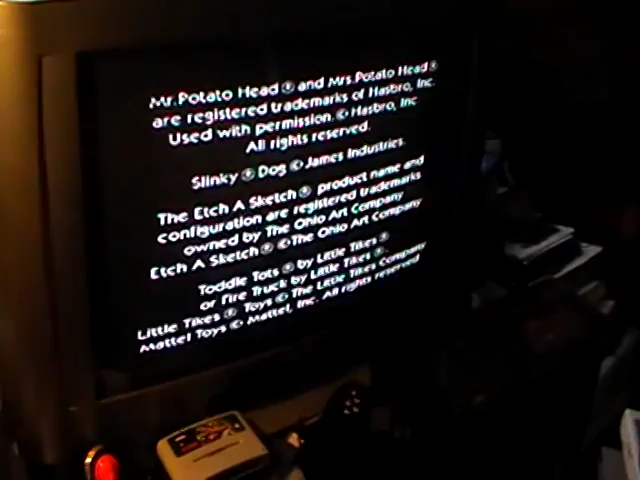 Mr.Potato Head® and Mrs.Potato Head®
are registered trademarks of Hasbro, Inc.
Used with permission. © Hasbro, Inc
All rights reserved.
Slinky ® Dog © James Industries.
The Etch A Sketch® product name and
configuration are registered trademarks
owned by The Ohio Art Company
Etch A Sketch® ©The Ohio Art Company
Toddle Tots ® by Little Tikes ®
or Fire Truck by Little Tikes ®.
Little Tikes ® Toys © The Little Tikes Company
Mattel Toys © Mattel, Inc. All rights reserved